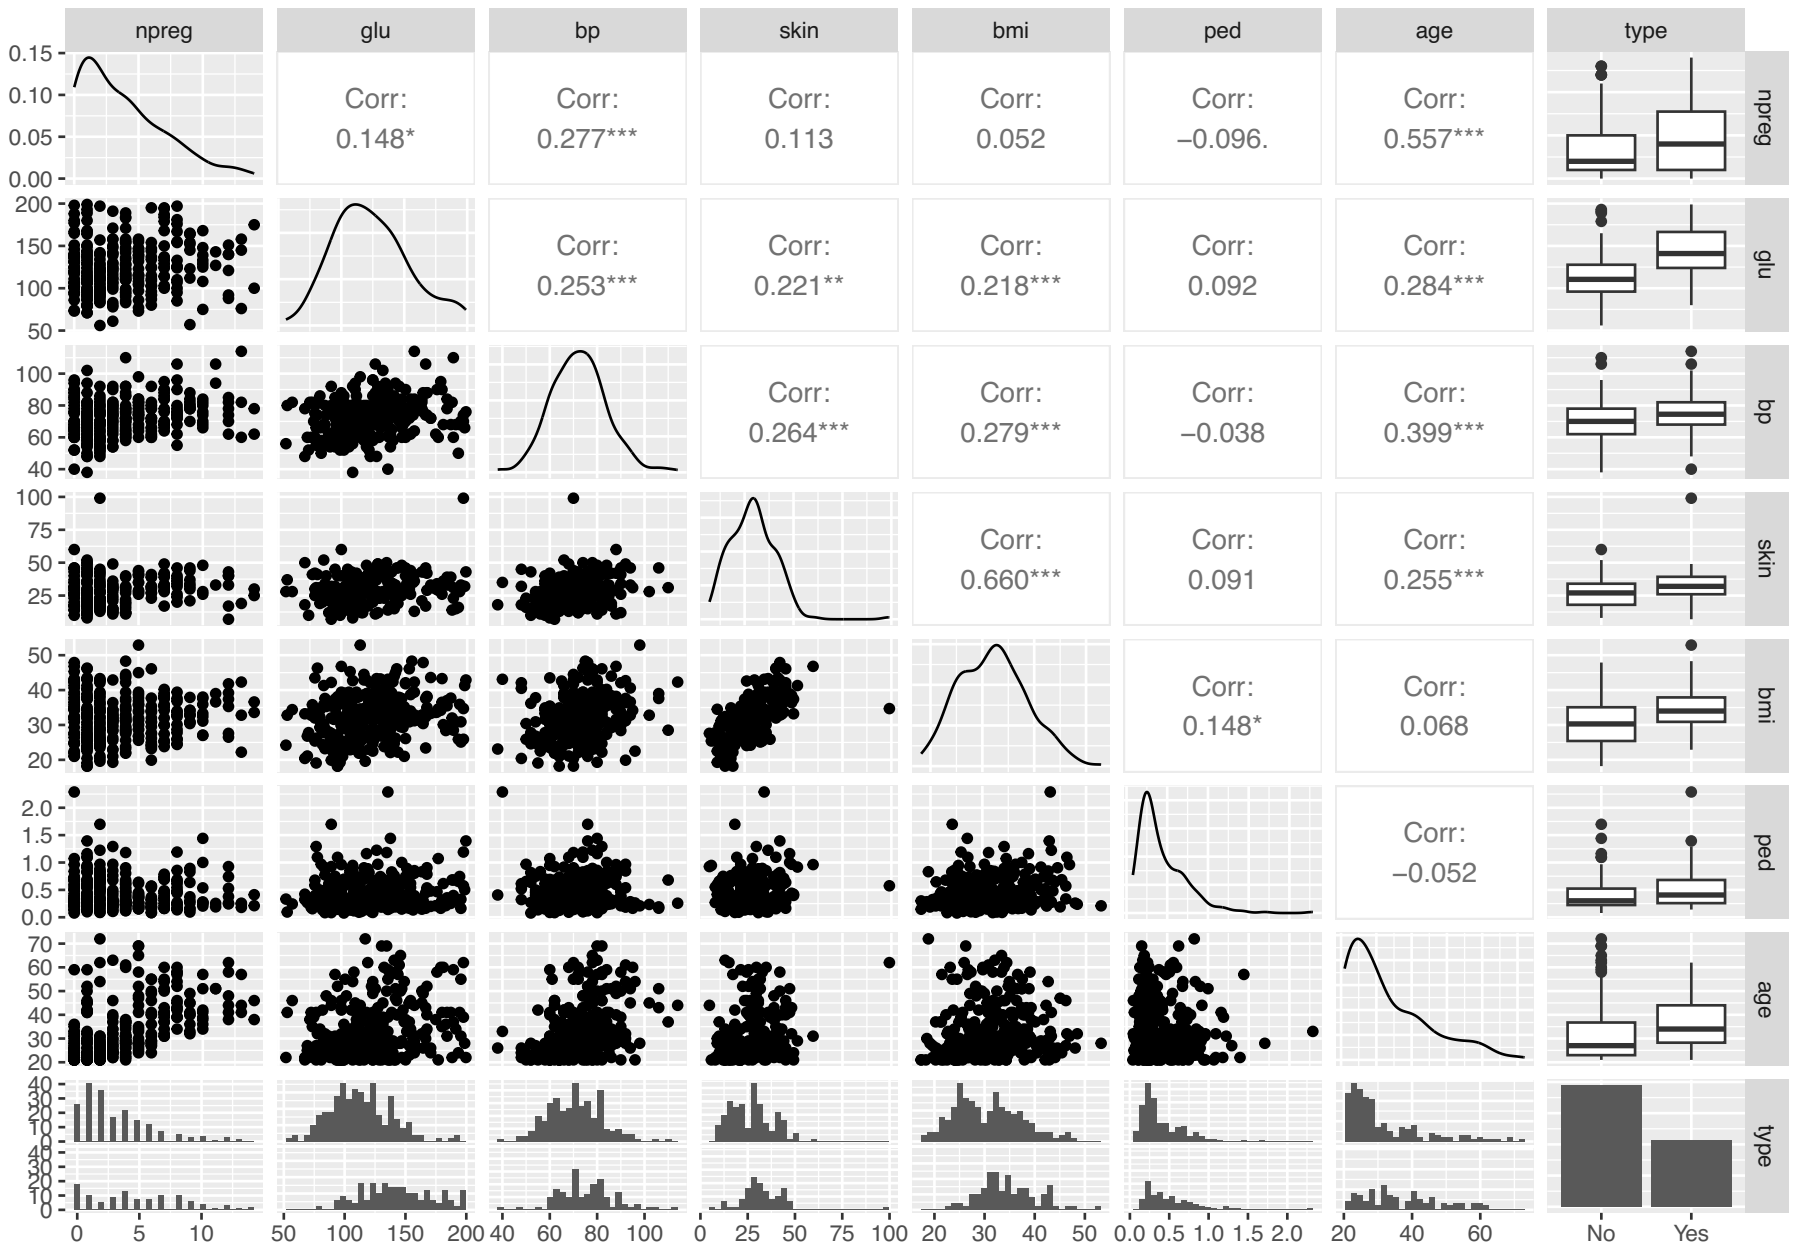 npreg glu bp skin bmi ped age type
0.15
0.10
0.05
0.00
Corr: Corr: Corr: Corr: Corr: Corr:
0.148* 0.277*** 0.113 0.052 −0.096. 0.557***
npreg
200
150
100
50
Corr: Corr: Corr: Corr: Corr:
0.253*** 0.221** 0.218*** 0.092 0.284***
glu
100
80
60
40
Corr: Corr: Corr: Corr:
0.264*** 0.279*** −0.038 0.399***
bp
100
75
50
25
Corr: Corr: Corr:
0.660*** 0.091 0.255***
skin
50
40
30
20
Corr: Corr:
0.148* 0.068
bmi
2.0
1.5
1.0
0.5
0.0
Corr:
−0.052
ped
70
60
50
40
30
20
age
40
30
20
10
0
40
30
20
10
0
type
0 5 10 50 100 150 200 40 60 80 100 0 25 50 75 100 20 30 40 50 0.0 0.5 1.0 1.5 2.0 20 40 60 No Yes